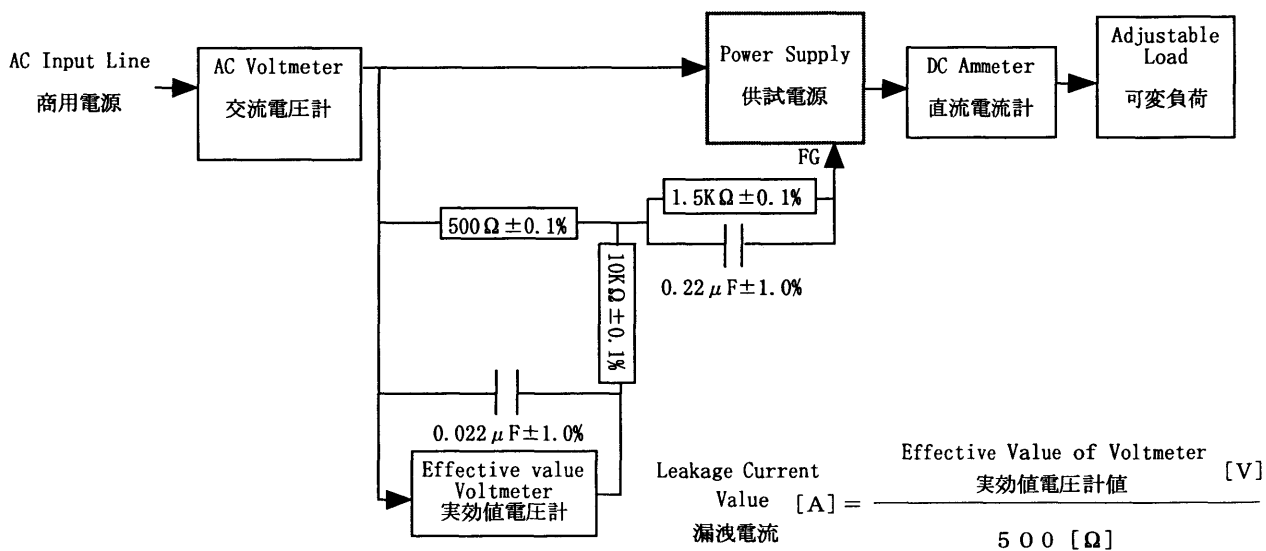 AC Input Line
商用電源
AC Voltmeter
交流電圧計
Power Supply
供試電源
DC Ammeter
直流電流計
Adjustable
Load
可変負荷
FG
500Ω±0.1%
1.5KΩ±0.1%
10KΩ±0.1%
0.22μF±1.0%
0.022μF±1.0%
Effective value
Voltmeter
実効値電圧計
Leakage Current
Value [A] =
漏洩電流
Effective Value of Voltmeter
実効値電圧計値 [V]
500 [Ω]